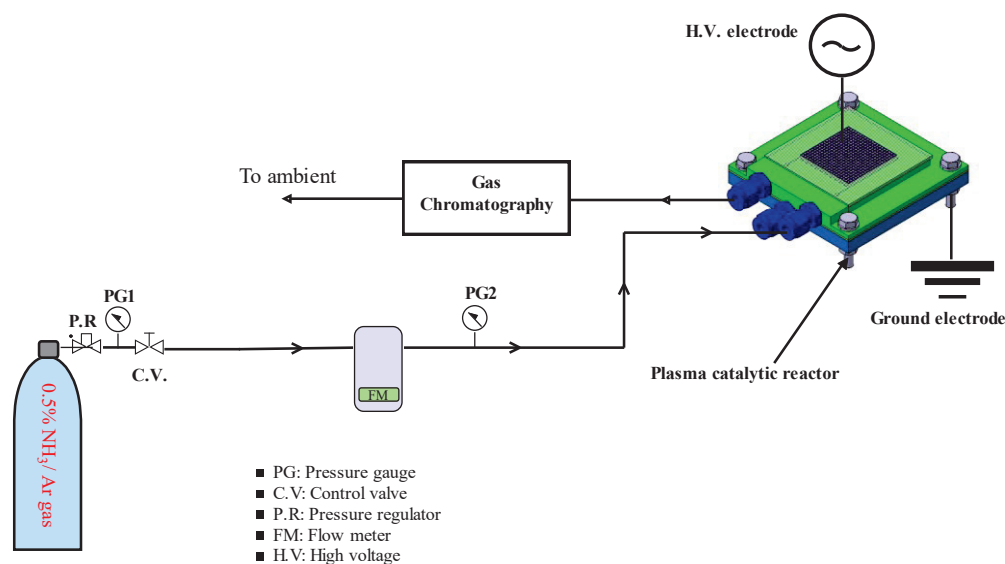 H.V. electrode
To ambient
Gas
Chromatography
PG1
PG2
P.R
C.V.
FM
Ground electrode
Plasma catalytic reactor
0.5% NH₃/ Ar gas
■ PG: Pressure gauge
■ C.V: Control valve
■ P.R: Pressure regulator
■ FM: Flow meter
■ H.V: High voltage